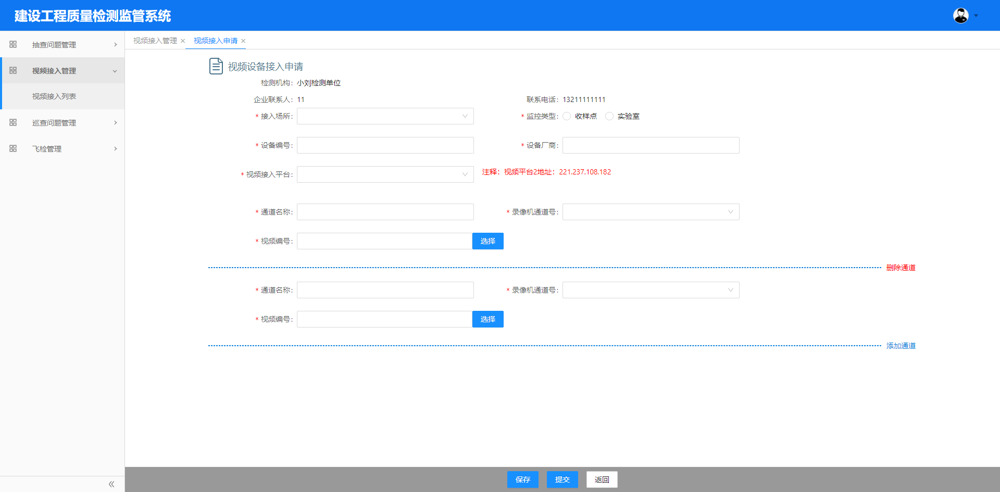 建设工程质量检测监管系统
抽查问题管理
视频接入管理
视频接入列表
巡查问题管理
飞检管理
视频接入管理 视频接入申请
视频设备接入申请
检测机构: 小刘检测单位
企业联系人: 11 联系电话: 13211111111
* 接入场所: * 监控类型: 收样点 实验室
* 设备编号: * 设备厂商:
* 视频接入平台: 注释：视频平台2地址：221.237.108.182
* 通道名称: * 录像机通道号:
* 视频编号: 选择
删除通道
* 通道名称: * 录像机通道号:
* 视频编号: 选择
添加通道
保存 提交 返回